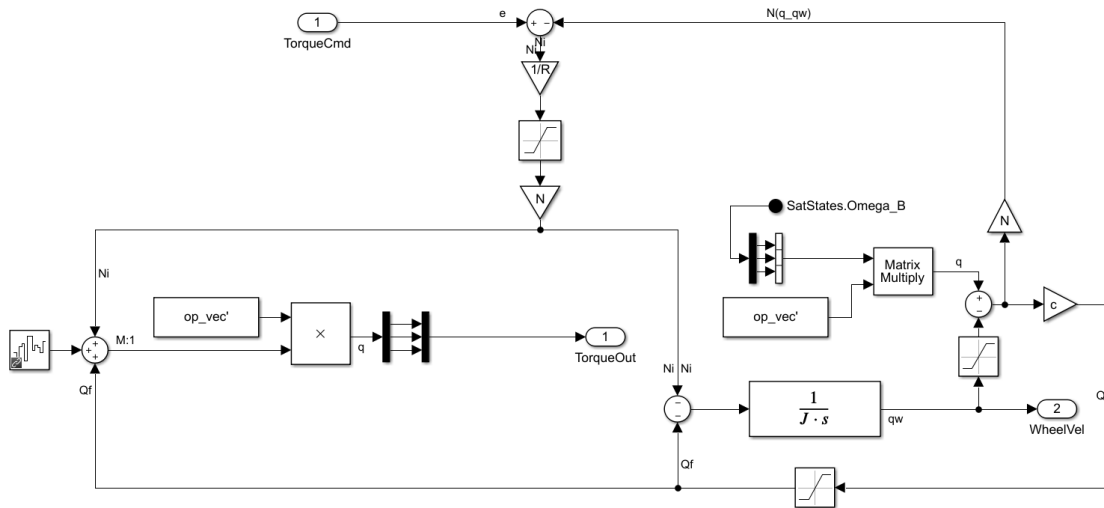 1
TorqueCmd
e
+
−
N(q_qw)
Ni
Ni
1/R
N
SatStates.Omega_B
N
Ni
Matrix
Multiply
q
+
−
c
op_vec'
op_vec'
×
M:1
q
+
+
+
1
TorqueOut
Qf
Ni
Ni
−
−
1
J · s
qw
2
WheelVel
Qf
Q